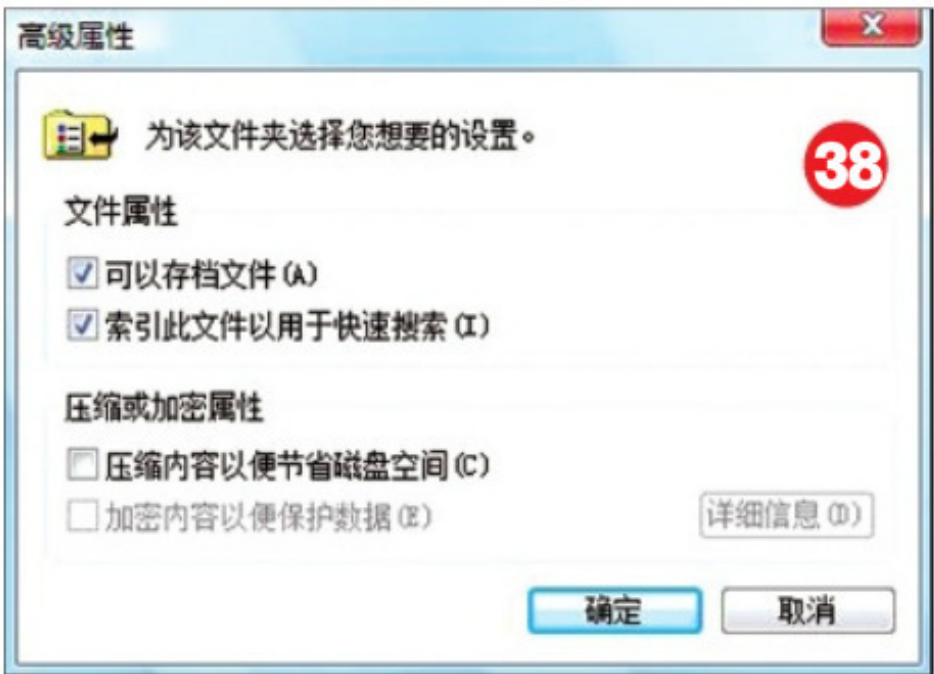 高级属性
为该文件夹选择您想要的设置。
38
文件属性
可以存档文件(A)
索引此文件以用于快速搜索(I)
压缩或加密属性
压缩内容以便节省磁盘空间(C)
加密内容以便保护数据(E)
详细信息(D)
确定
取消